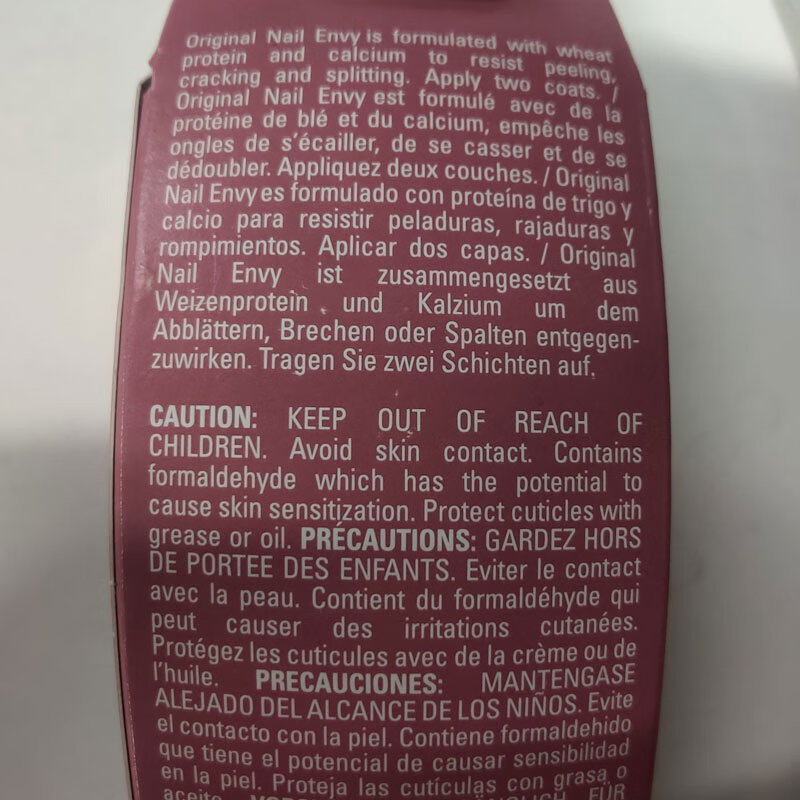 Original Nail Envy is formulated with wheat
protein and calcium to resist peeling,
cracking and splitting. Apply two coats. /
Original Nail Envy est formulé avec de la
protéine de blé et du calcium, empêche les
ongles de s'écailler, de se casser et de se
dédoubler. Appliquez deux couches. / Original
Nail Envy es formulado con proteína de trigo y
calcio para resistir peladuras, rajaduras y
rompimientos. Aplicar dos capas. / Original
Nail Envy ist zusammengesetzt aus
Weizenprotein und Kalzium um dem
Abblättern, Brechen oder Spalten entgegen-
zuwirken. Tragen Sie zwei Schichten auf.
CAUTION: KEEP OUT OF REACH OF
CHILDREN. Avoid skin contact. Contains
formaldehyde which has the potential to
cause skin sensitization. Protect cuticles with
grease or oil. PRÉCAUTIONS: GARDEZ HORS
DE PORTEE DES ENFANTS. Eviter le contact
avec la peau. Contient du formaldéhyde qui
peut causer des irritations cutanées.
Protégez les cuticules avec de la crème ou de
l'huile. PRECAUCIONES: MANTENGASE
ALEJADO DEL ALCANCE DE LOS NIÑOS. Evite
el contacto con la piel. Contiene formaldehido
que tiene el potencial de causar sensibilidad
en la piel. Proteja las cutículas con grasa o
aceite. FÜR